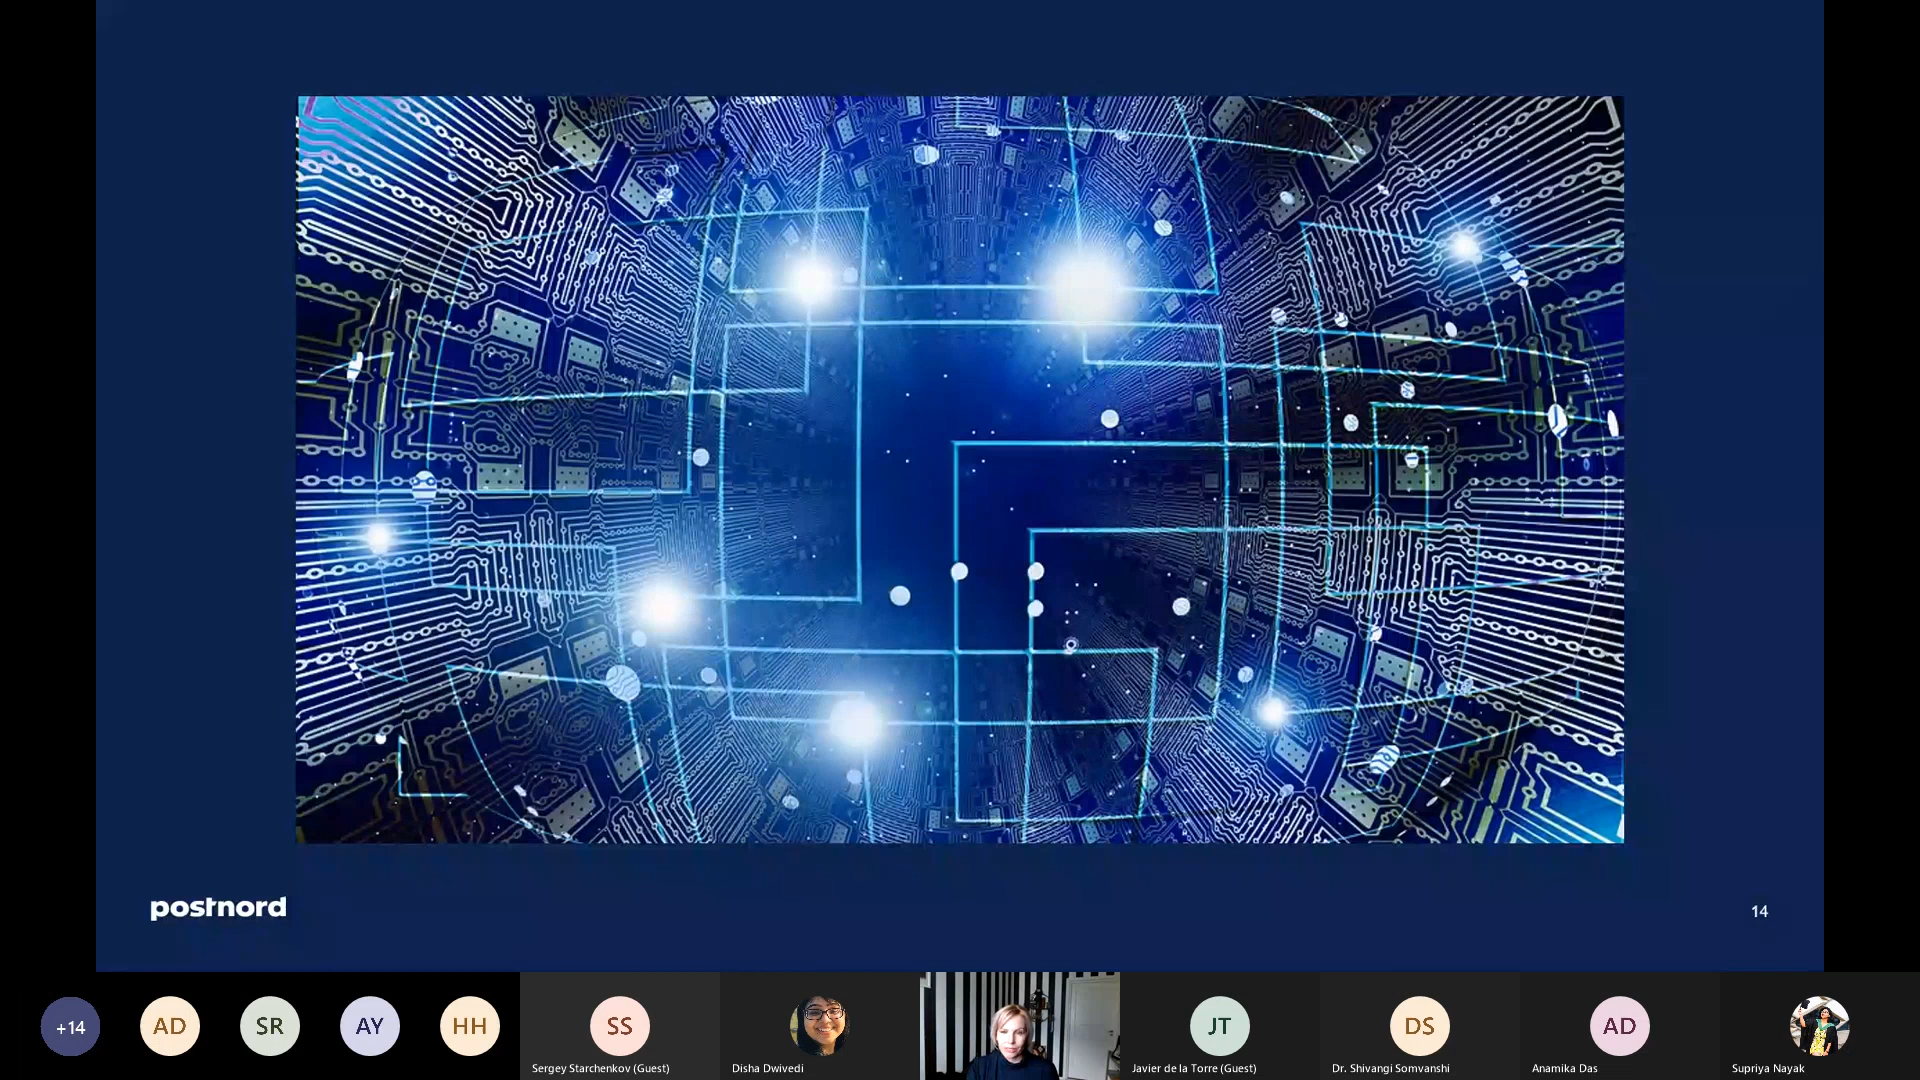 postnord
14
+14
AD
SR
AY
HH
SS
Sergey Starchenkov (Guest)
Disha Dwivedi
JT
Javier de la Torre (Guest)
DS
Dr. Shivangi Somvanshi
AD
Anamika Das
Supriya Nayak